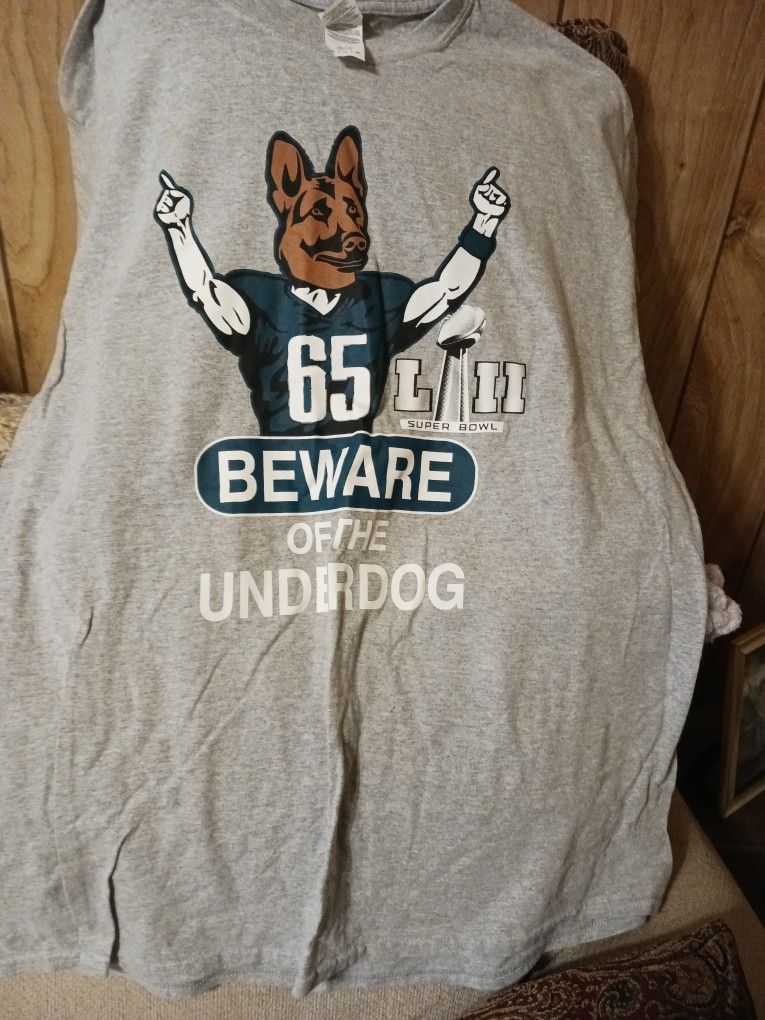 65
LII
SUPER BOWL
BEWARE
OF THE
UNDERDOG